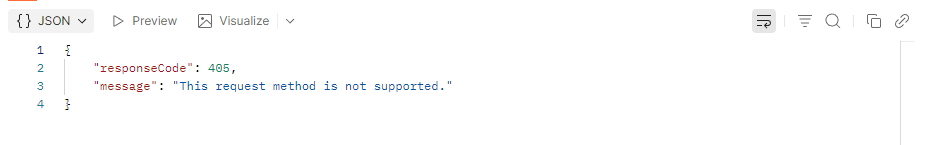 {} JSON Preview Visualize
1 {
2 "responseCode": 405,
3 "message": "This request method is not supported."
4 }